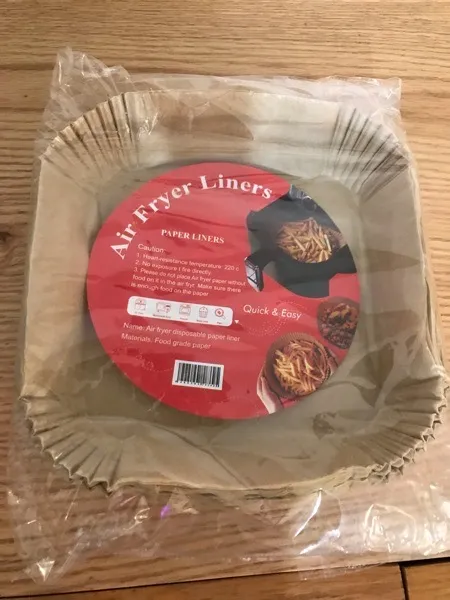 Air Fryer Liners
PAPER LINERS
Caution
1. Heat-resistance temperature: 220 c
2. No exposure t fire directly.
3. Please do not place Air fryer paper without
food on it in the air fryt. Make sure there
is enough food on the paper
Quick & Easy
Name: Air fryer disposable paper liner
Materials: Food grade paper